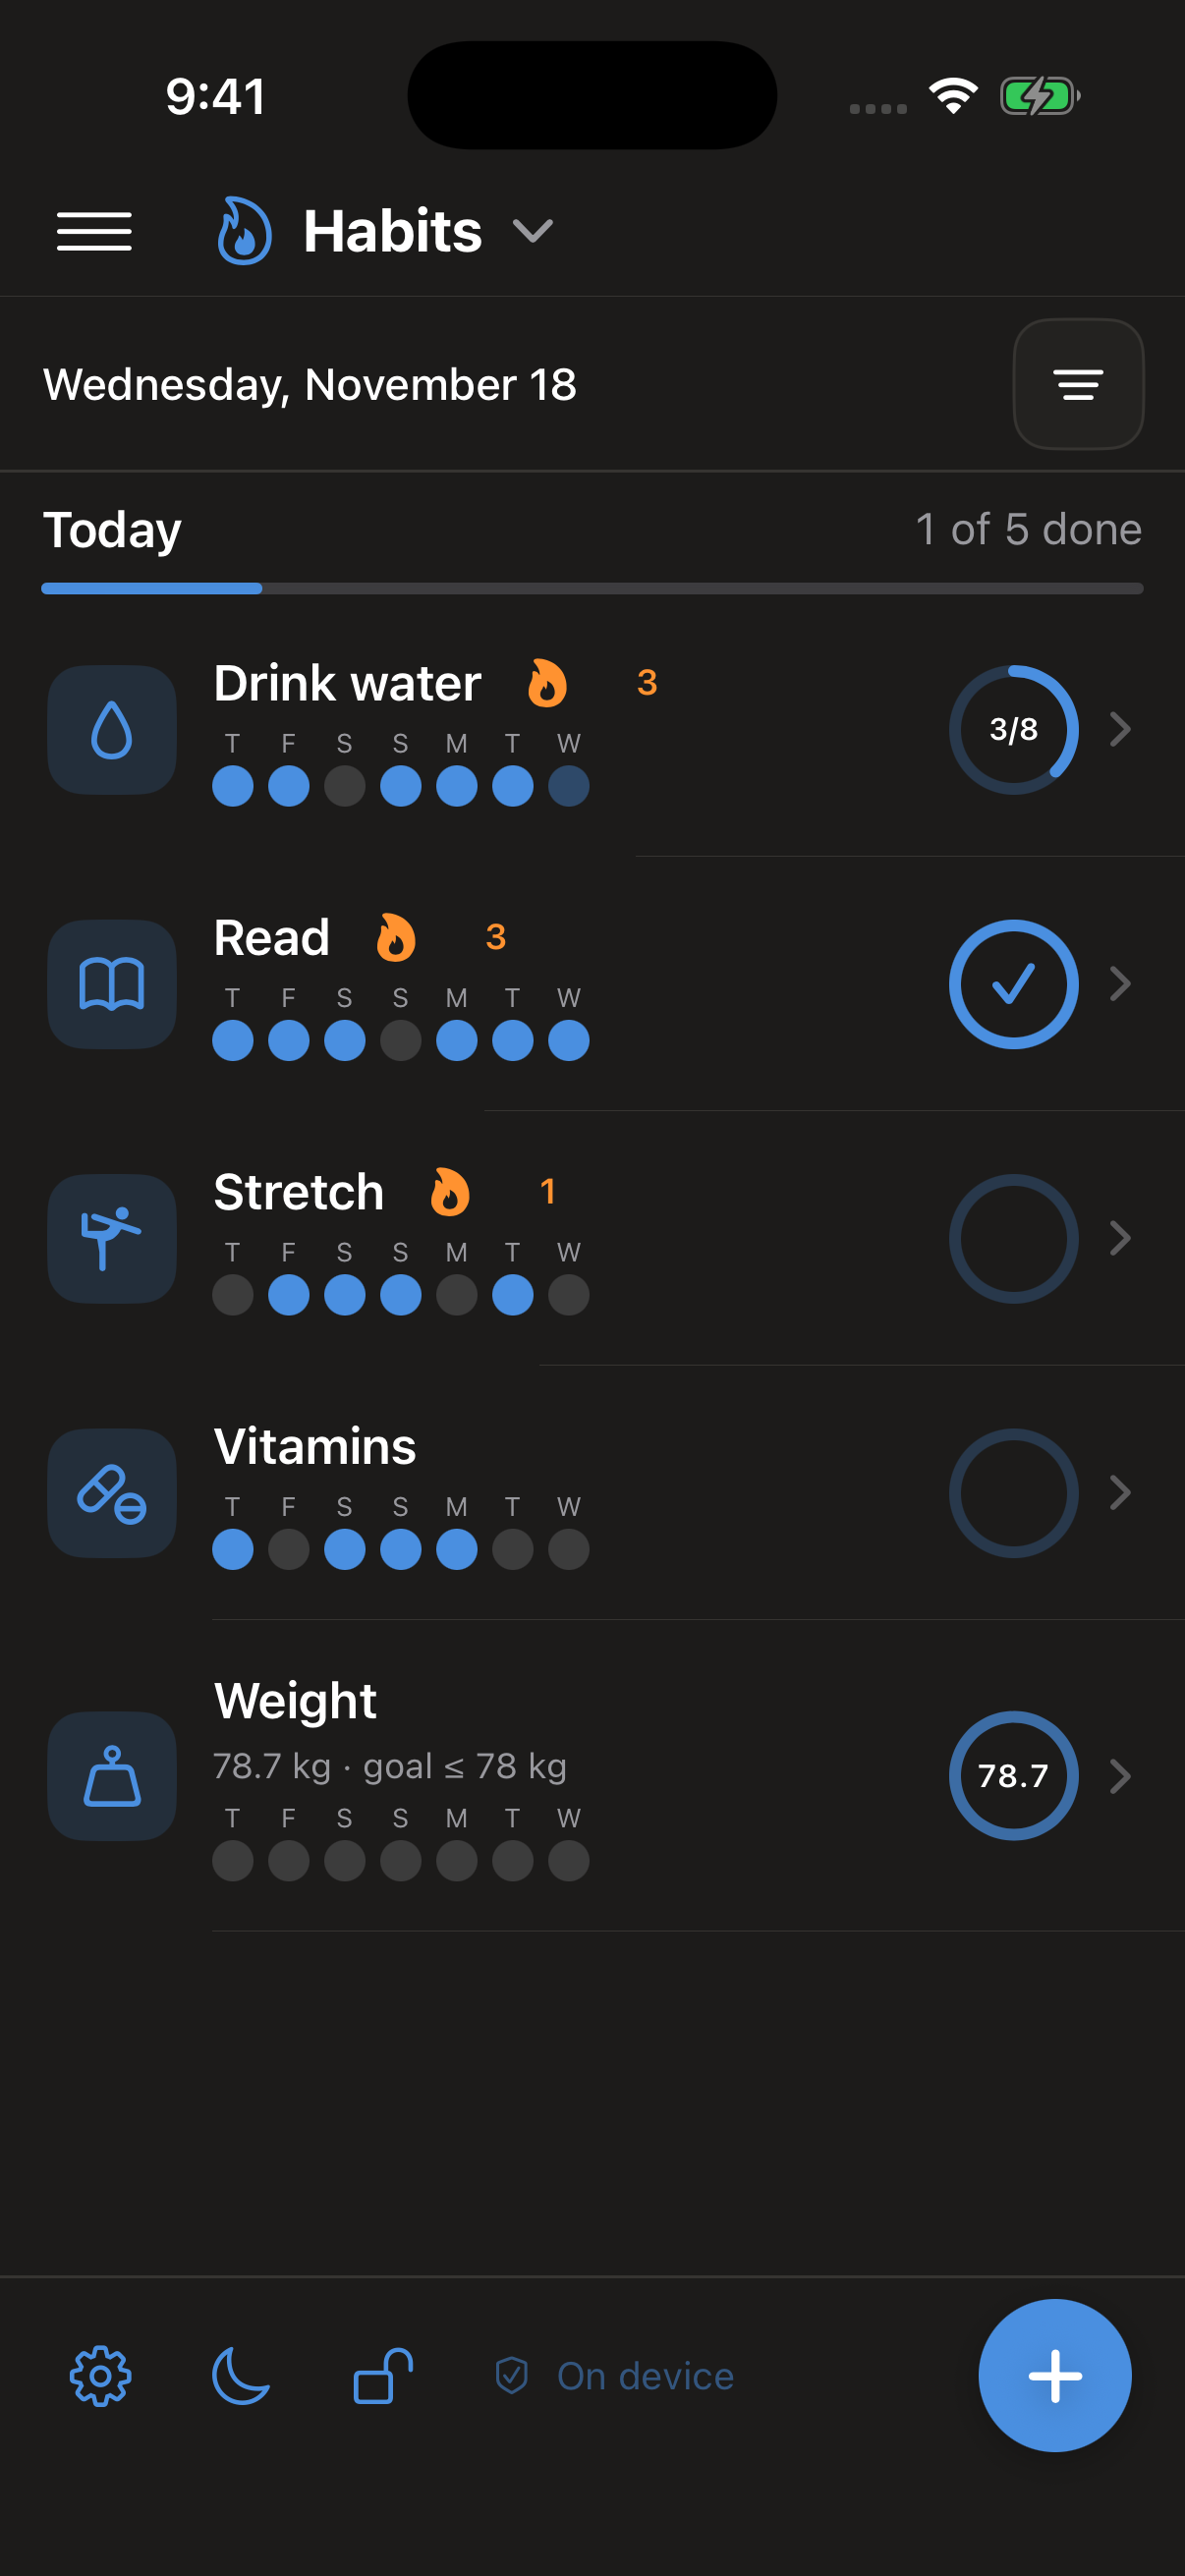 9:41
Habits
Wednesday, November 18
Today 1 of 5 done
Drink water 3
T F S S M T W
3/8
Read 3
T F S S M T W
Stretch 1
T F S S M T W
Vitamins
T F S S M T W
Weight
78.7 kg · goal ≤ 78 kg
78.7
T F S S M T W
On device